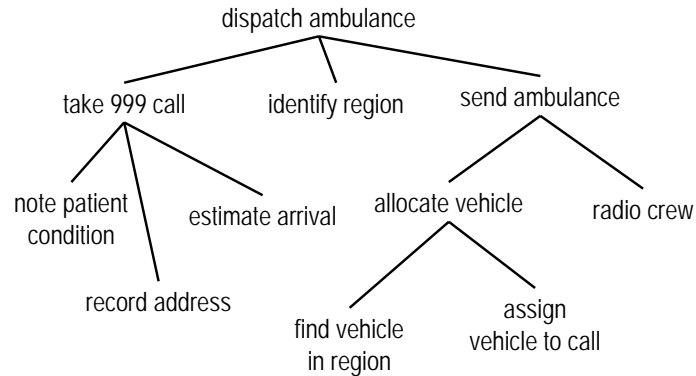 dispatch ambulance
take 999 call
identify region
send ambulance
note patient
condition
estimate arrival
allocate vehicle
radio crew
record address
find vehicle
in region
assign
vehicle to call